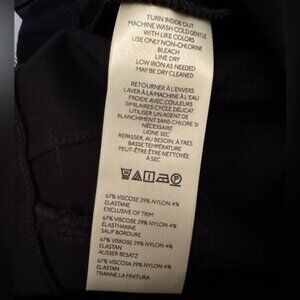 TURN INSIDE OUT
MACHINE WASH COLD GENTLE
WITH LIKE COLORS
USE ONLY NON-CHLORINE
BLEACH
LINE DRY
LOW IRON AS NEEDED
MAY BE DRY CLEANED
RETOURNER À L'ENVERS
LAVER À LA MACHINE À L'EAU
FROIDE AVEC COULEURS
SIMILAIRES CYCLE DÉLICAT
UTILISER UN AGENT DE
BLANCHIMENT SANS CHLORE SI
NÉCESSAIRE
LIGNE SEC
REPASSER, AU BESOIN, À TRÈS
BASSE TEMPÉRATURE
PEUT-ÊTRE ÊTRE NETTOYÉE
À SEC
67% VISCOSE 29% NYLON 4%
ELASTANE
EXCLUSIVE OF TRIM
67% VISCOSE 29% NYLON 4%
ÉLASTHANNE
SAUF BORDURE
67% VISKOSE 29% NYLON 4%
ELASTAN
AUSSER BESATZ
67% VISCOSA 29% NYLON 4%
ELASTAN
TRANNE LA FINITURA